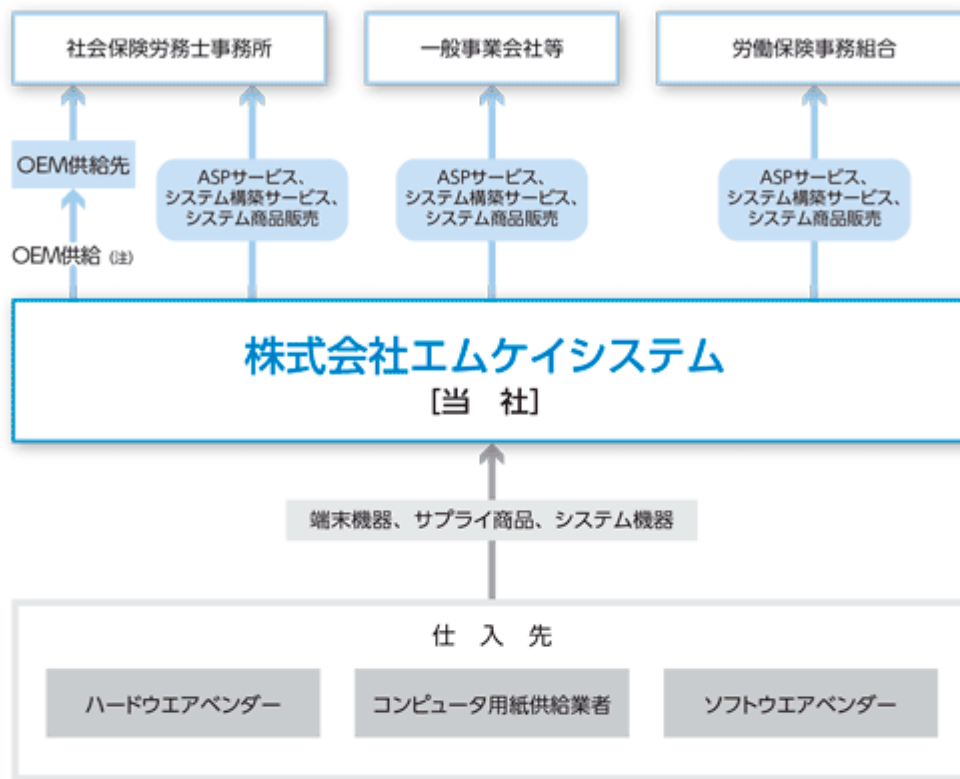 社会保険労務士事務所
一般事業会社等
労働保険事務組合
OEM供給先
ASPサービス、
システム構築サービス、
システム商品販売
ASPサービス、
システム構築サービス、
システム商品販売
ASPサービス、
システム構築サービス、
システム商品販売
OEM供給 (注)
株式会社エムケイシステム
[当 社]
端末機器、サプライ商品、システム機器
仕 入 先
ハードウエアベンダー
コンピュータ用紙供給業者
ソフトウエアベンダー